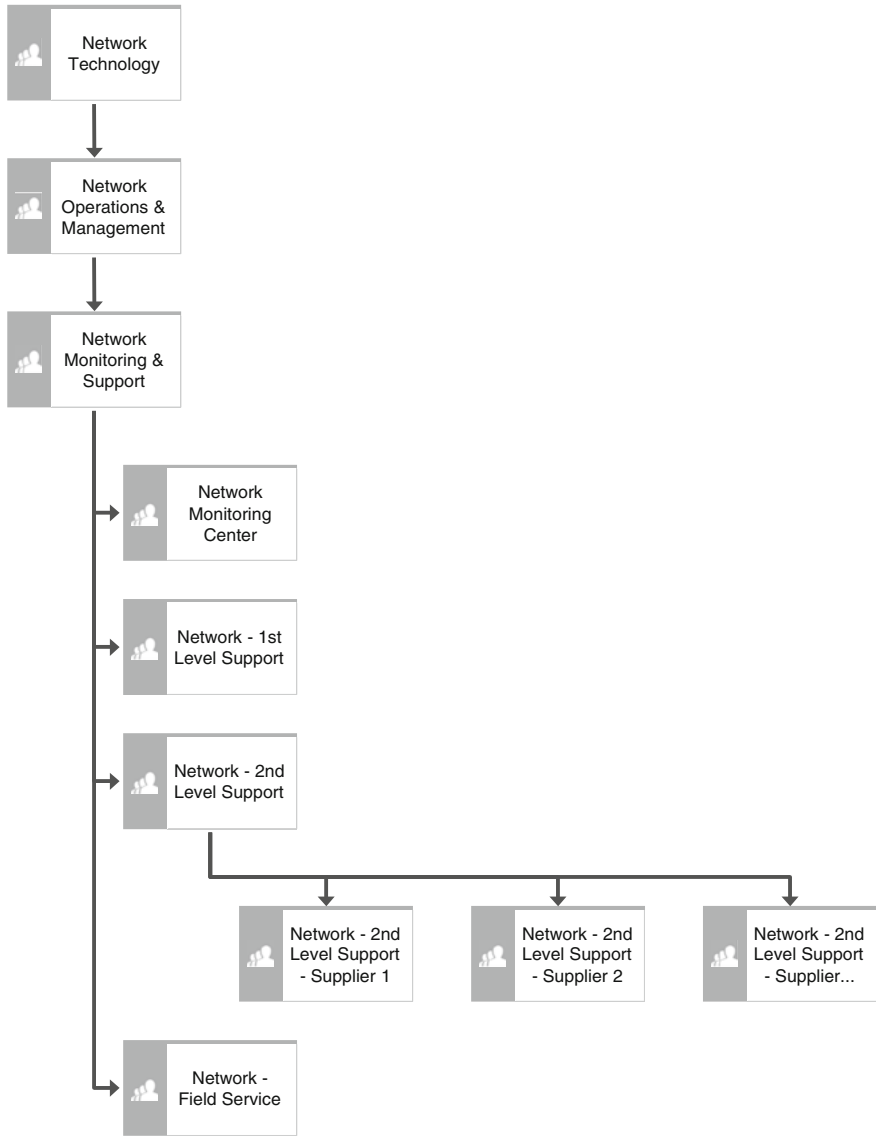 Network
Technology
Network
Operations &
Management
Network
Monitoring &
Support
Network
Monitoring
Center
Network - 1st
Level Support
Network - 2nd
Level Support
Network - 2nd
Level Support
- Supplier 1
Network - 2nd
Level Support
- Supplier 2
Network - 2nd
Level Support
- Supplier...
Network -
Field Service